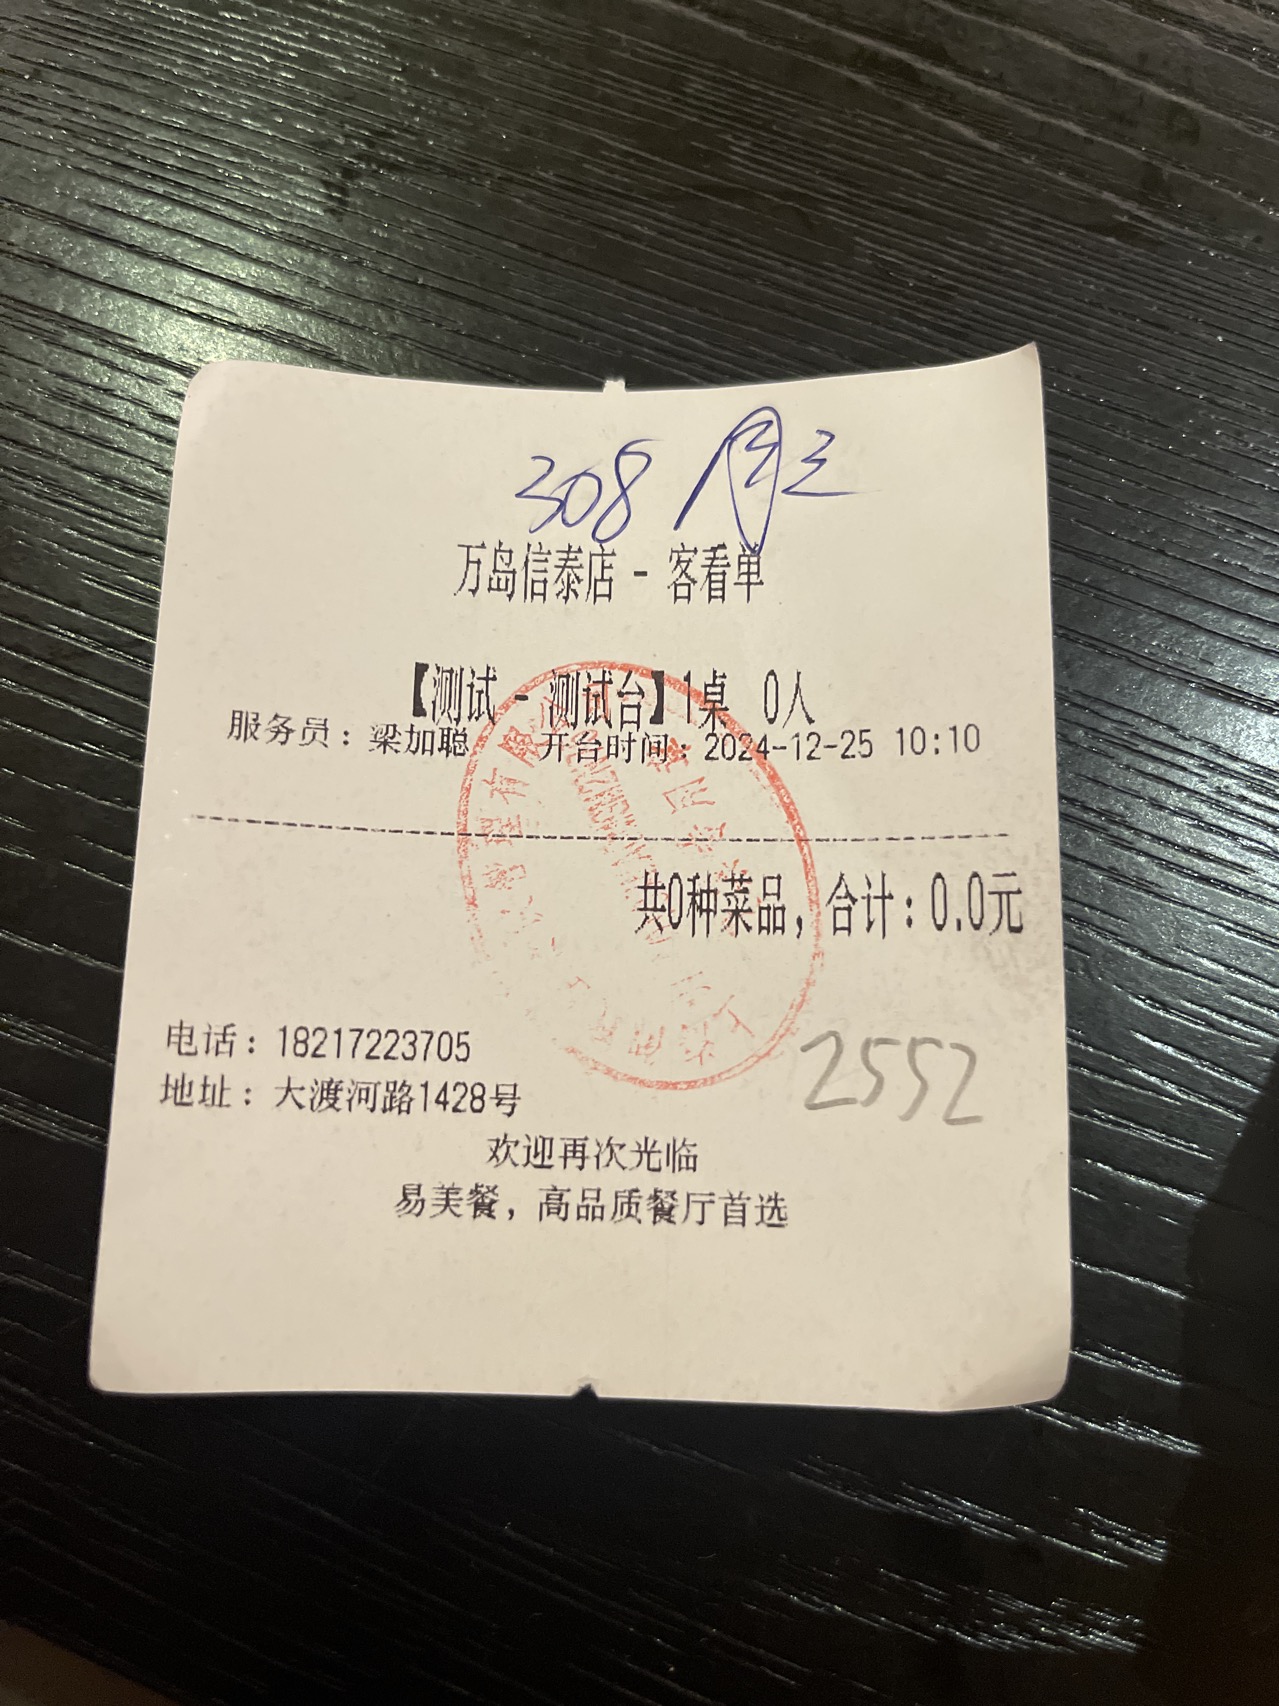 308
万岛信泰店 - 客看单
【测试 - 测试台】1桌 0人
服务员：梁加聪 开台时间：2024-12-25 10:10
共0种菜品，合计：0.0元
电话：18217223705
2552
地址：大渡河路1428号
欢迎再次光临
易美餐，高品质餐厅首选